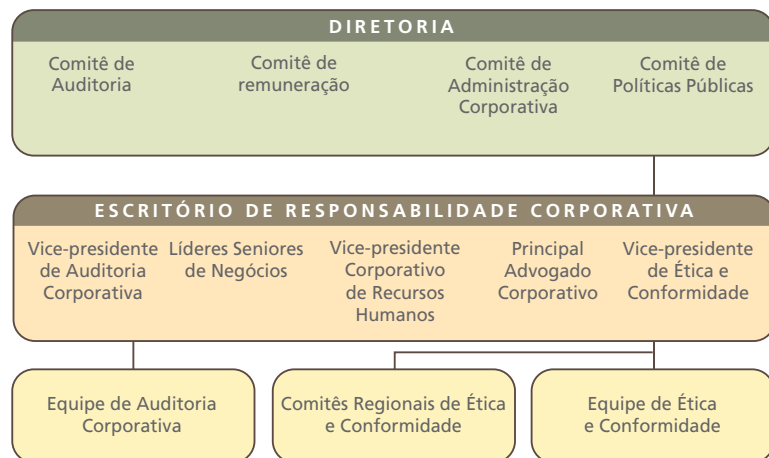 DIRETORIA
Comitê de
Auditoria
Comitê de
remuneração
Comitê de
Administração
Corporativa
Comitê de
Políticas Públicas
ESCRITÓRIO DE RESPONSABILIDADE CORPORATIVA
Vice-presidente
de Auditoria
Corporativa
Líderes Seniores
de Negócios
Vice-presidente
Corporativo
de Recursos
Humanos
Principal
Advogado
Corporativo
Vice-presidente
de Ética e
Conformidade
Equipe de Auditoria
Corporativa
Comitês Regionais de Ética
e Conformidade
Equipe de Ética
e Conformidade